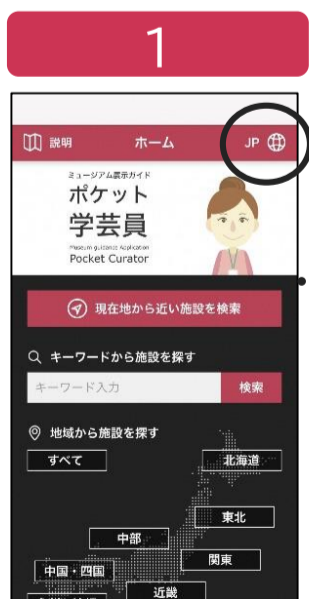 1
説明 ホーム JP
ミュージアム展示ガイド
ポケット
学芸員
Museum guidance Application
Pocket Curator
現在地から近い施設を検索
キーワードから施設を探す
キーワード入力 検索
地域から施設を探す
すべて 北海道
東北
中部
関東
中国・四国
近畿